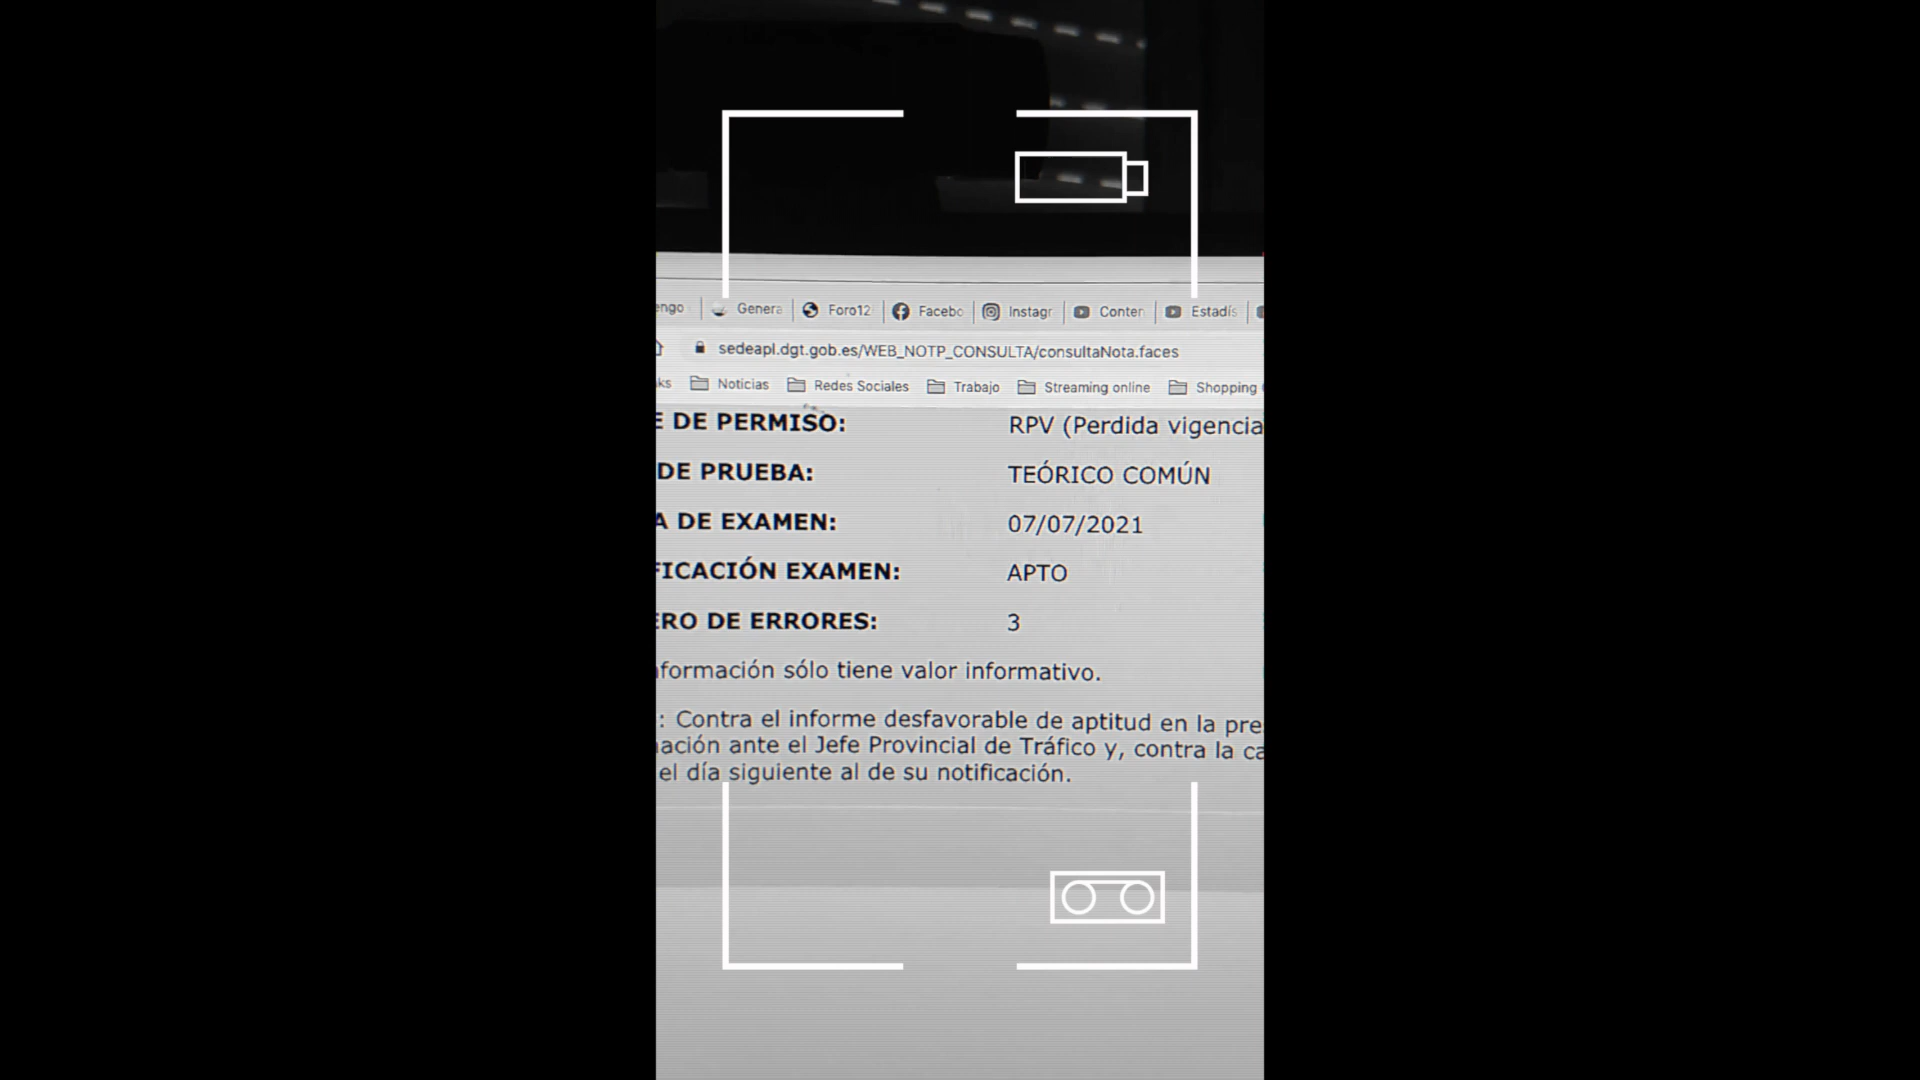 Genera Foro12 Facebo Instagr Conter Estadís
sedeapl.dgt.gob.es/WEB_NOTP_CONSULTA/consultaNota.faces
Noticias Redes Sociales Trabajo Streaming online Shopping
DE PERMISO: RPV (Perdida vigencia
DE PRUEBA: TEÓRICO COMÚN
A DE EXAMEN: 07/07/2021
FICACIÓN EXAMEN: APTO
ERO DE ERRORES: 3
nformación sólo tiene valor informativo.
: Contra el informe desfavorable de aptitud en la pre
ación ante el Jefe Provincial de Tráfico y, contra la ca
el día siguiente al de su notificación.